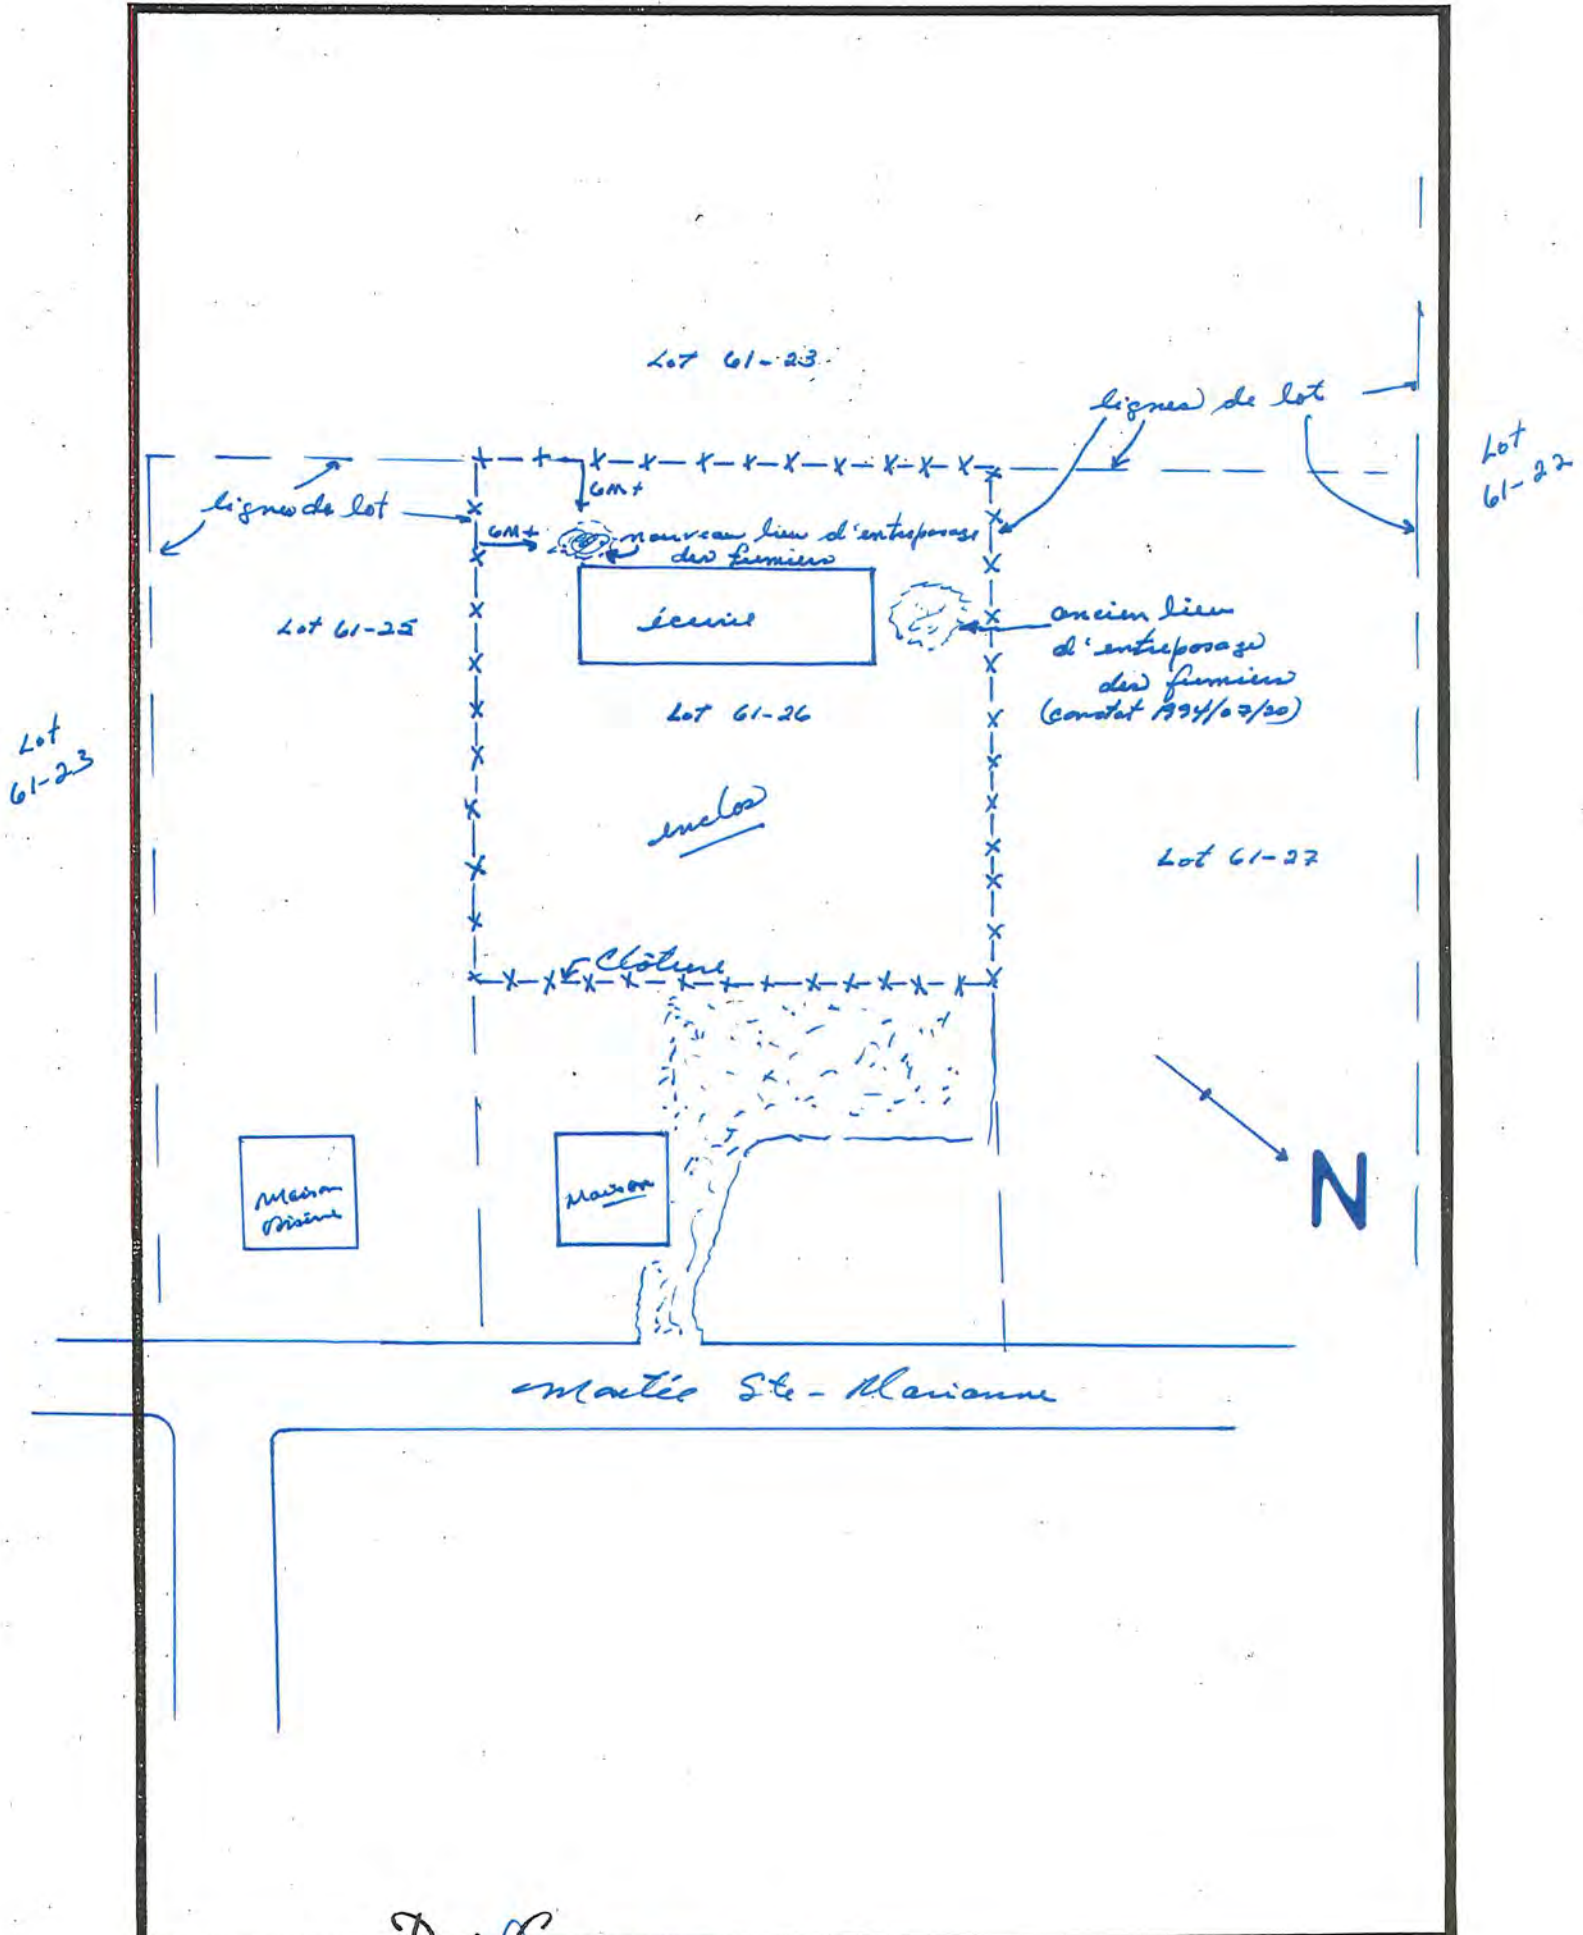 Lot 61-23
lignes de lot
Lot
61-22
lignes de lot
6M+
6M+
nouveau lieu d'entreposage
des fumiers
écurie
Lot 61-25
ancien lieu
d'entreposage
des fumiers
(constat 1994/07/20)
Lot 61-26
Lot
61-23
enclos
Lot 61-27
Clôture
Maison
voisine
Maison
N
Montée Ste-Marianne